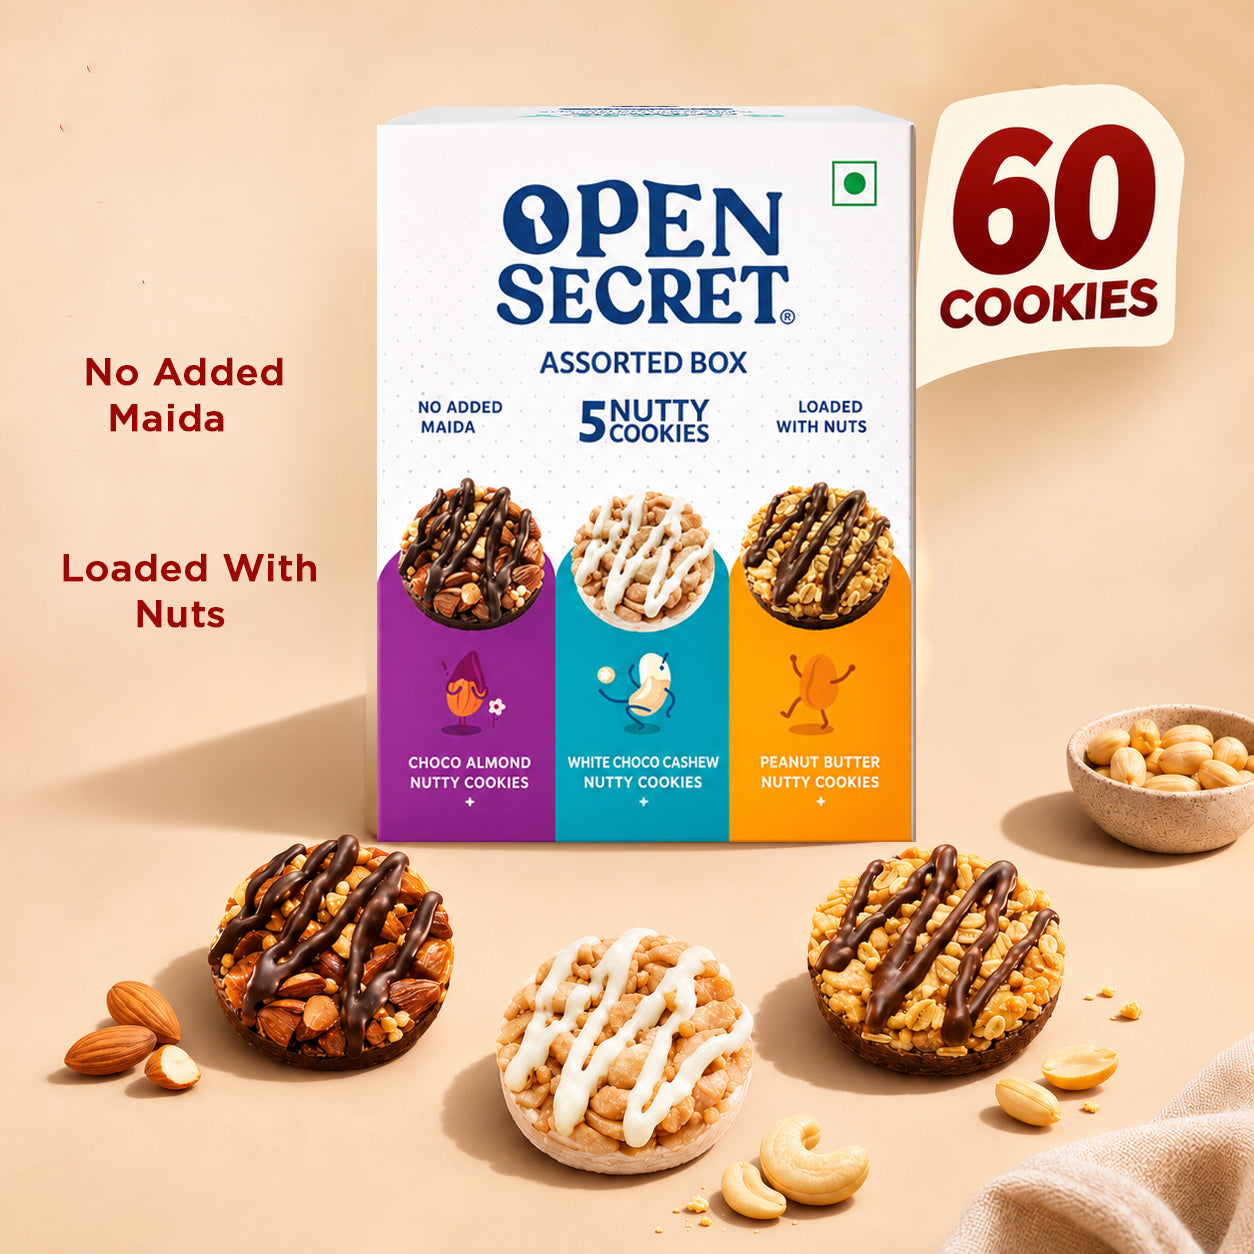 60
COOKIES
OPEN
SECRET®
ASSORTED BOX
NO ADDED
MAIDA
5 NUTTY
COOKIES
LOADED
WITH NUTS
No Added
Maida
Loaded With
Nuts
CHOCO ALMOND
NUTTY COOKIES
+
WHITE CHOCO CASHEW
NUTTY COOKIES
+
PEANUT BUTTER
NUTTY COOKIES
+